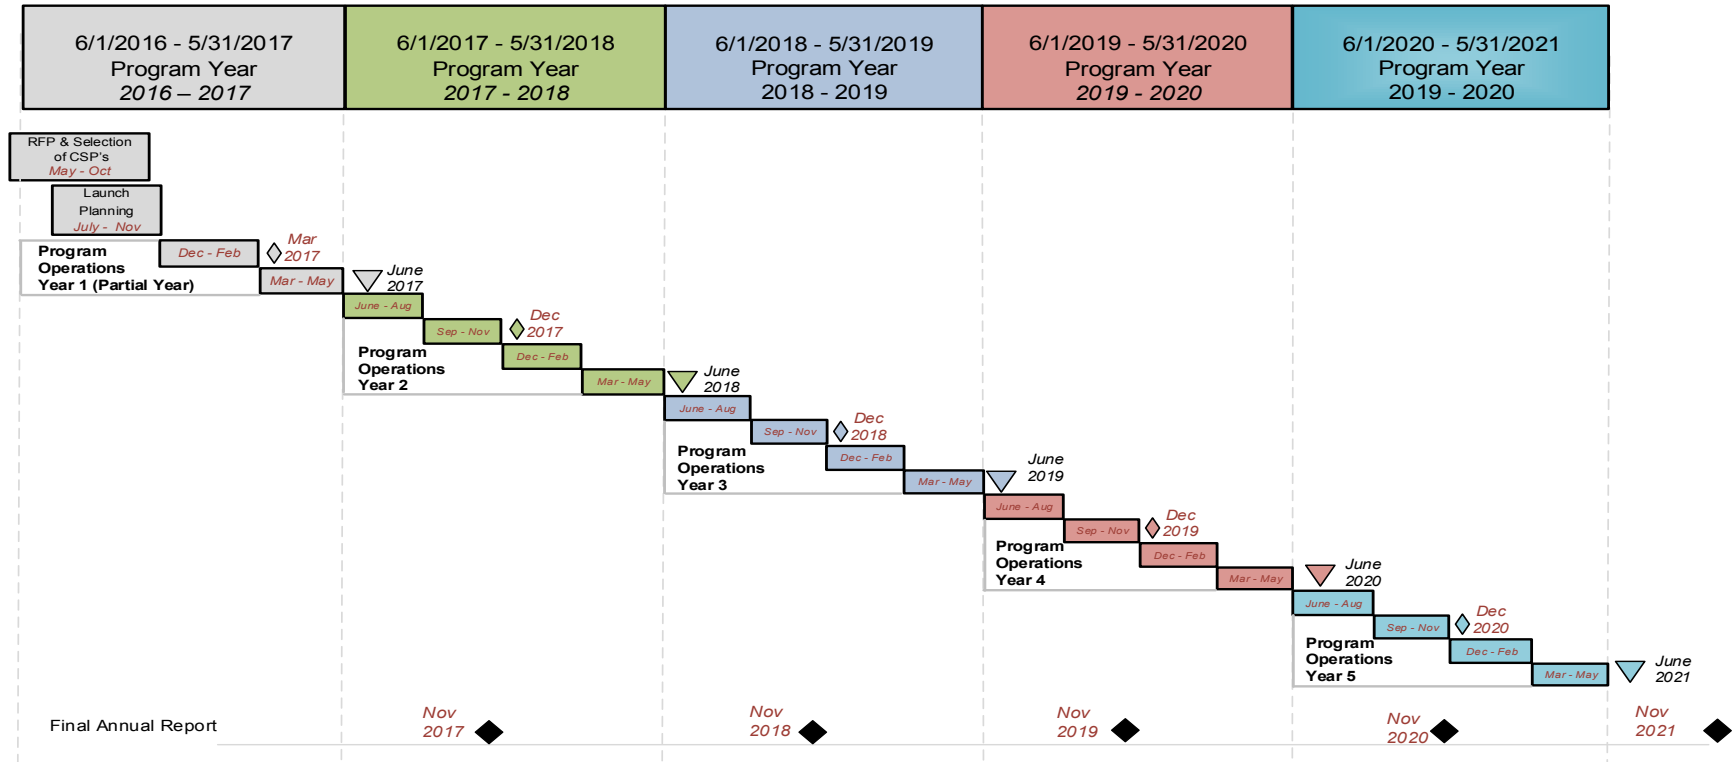 6/1/2016 - 5/31/2017
Program Year
2016 – 2017
6/1/2017 - 5/31/2018
Program Year
2017 - 2018
6/1/2018 - 5/31/2019
Program Year
2018 - 2019
6/1/2019 - 5/31/2020
Program Year
2019 - 2020
6/1/2020 - 5/31/2021
Program Year
2019 - 2020
RFP & Selection
of CSP's
May - Oct
Launch
Planning
July - Nov
Program
Operations
Year 1 (Partial Year)
Dec - Feb
Mar
2017
Mar - May
June
2017
June - Aug
Sep - Nov
Dec
2017
Program
Operations
Year 2
Dec - Feb
Mar - May
June
2018
June - Aug
Sep - Nov
Dec
2018
Program
Operations
Year 3
Dec - Feb
Mar - May
June
2019
June - Aug
Sep - Nov
Dec
2019
Program
Operations
Year 4
Dec - Feb
Mar - May
June
2020
June - Aug
Sep - Nov
Dec
2020
Program
Operations
Year 5
Dec - Feb
Mar - May
June
2021
Final Annual Report
Nov
2017
Nov
2018
Nov
2019
Nov
2020
Nov
2021